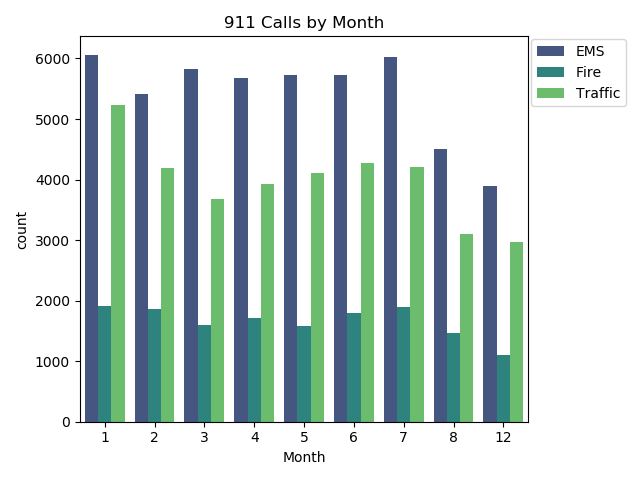 911 Calls by Month
EMS
Fire
Traffic
6000
5000
4000
3000
2000
1000
0
count
1 2 3 4 5 6 7 8 12
Month